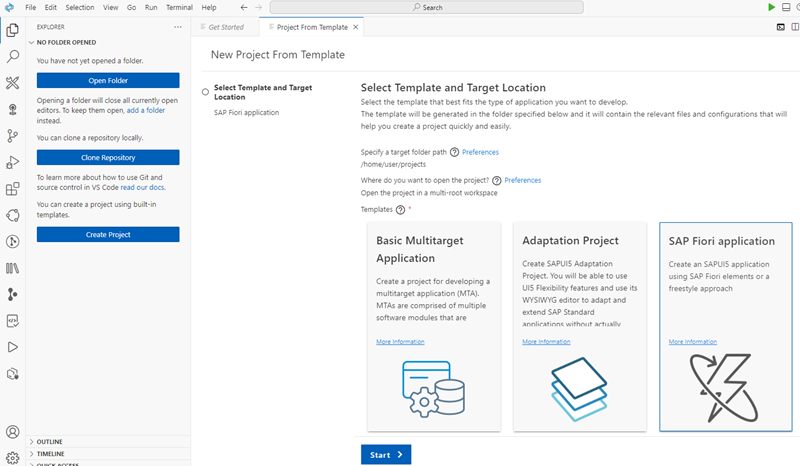 File Edit Selection View Go Run Terminal Help
Search
EXPLORER
Get Started
Project From Template
NO FOLDER OPENED
You have not yet opened a folder.
Open Folder
Opening a folder will close all currently open
editors. To keep them open, add a folder
instead.
You can clone a repository locally.
Clone Repository
To learn more about how to use Git and
source control in VS Code read our docs.
You can create a project using built-in
templates.
Create Project
OUTLINE
TIMELINE
QUICK ACCESS
New Project From Template
Select Template and Target
Location
SAP Fiori application
Select Template and Target Location
Select the template that best fits the type of application you want to develop.
The template will be generated in the folder specified below and it will contain the relevant files and configurations that will
help you create a project quickly and easily.
Specify a target folder path Preferences
/home/user/projects
Where do you want to open the project? Preferences
Open the project in a multi-root workspace
Templates *
Basic Multitarget
Application
Create a project for developing a
multitarget application (MTA).
MTAs are comprised of multiple
software modules that are
More Information
Adaptation Project
Create SAPUI5 Adaptation
Project. You will be able to use
UI5 Flexibility features and use its
WYSIWYG editor to adapt and
extend SAP Standard
applications without actually
More Information
SAP Fiori application
Create an SAPUI5 application
using SAP Fiori elements or a
freestyle approach
More Information
Start